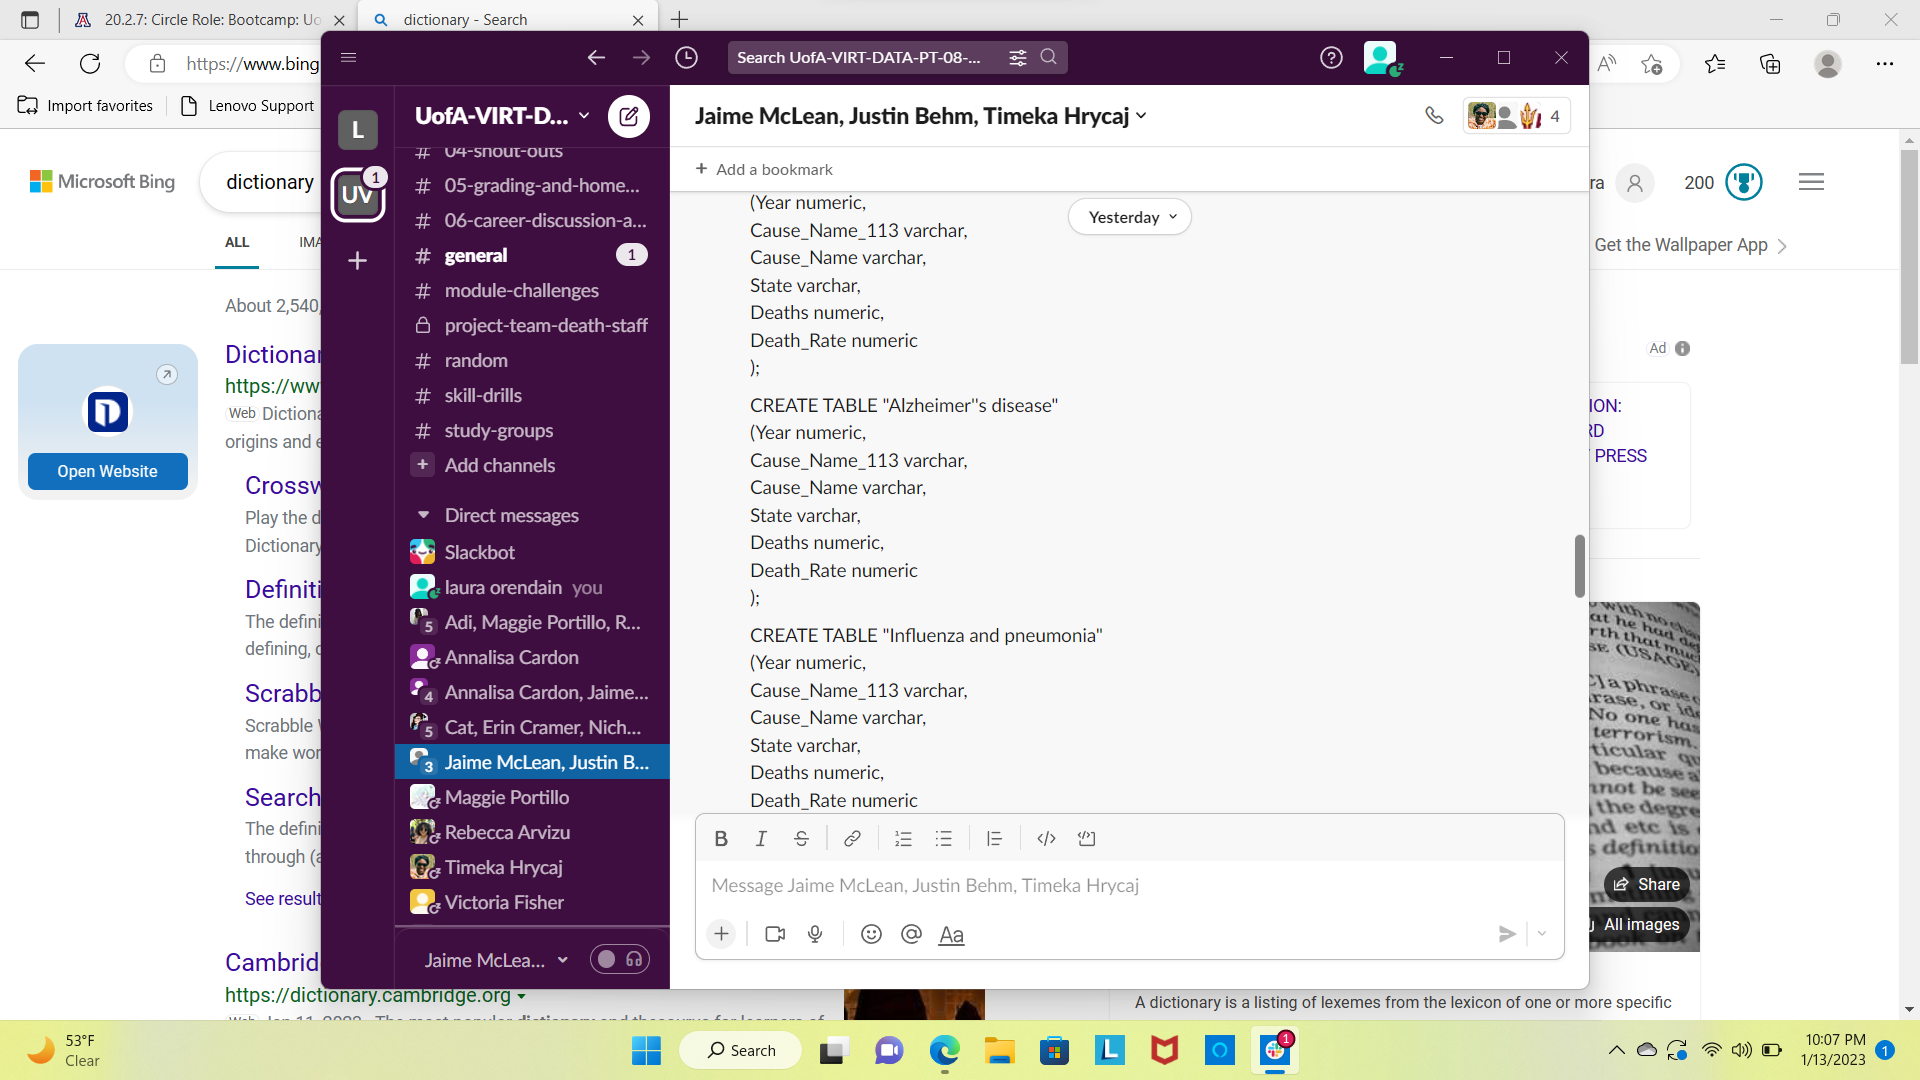 20.2.7: Circle Role: Bootcamp: Uo
dictionary - Search
https://www.bing
Import favorites
Lenovo Support
Search UofA-VIRT-DATA-PT-08-...
L
UV
1
UofA-VIRT-D...
04-shout-outs
05-grading-and-home...
06-career-discussion-a...
general
1
module-challenges
project-team-death-staff
random
skill-drills
study-groups
Add channels
Direct messages
Slackbot
laura orendain you
5 Adi, Maggie Portillo, R...
Annalisa Cardon
4 Annalisa Cardon, Jaime...
5 Cat, Erin Cramer, Nich...
3 Jaime McLean, Justin B...
Maggie Portillo
Rebecca Arvizu
Timeka Hrycaj
Victoria Fisher
Jaime McLea...
Jaime McLean, Justin Behm, Timeka Hrycaj
4
Add a bookmark
Yesterday
(Year numeric,
Cause_Name_113 varchar,
Cause_Name varchar,
State varchar,
Deaths numeric,
Death_Rate numeric
);
CREATE TABLE "Alzheimer''s disease"
(Year numeric,
Cause_Name_113 varchar,
Cause_Name varchar,
State varchar,
Deaths numeric,
Death_Rate numeric
);
CREATE TABLE "Influenza and pneumonia"
(Year numeric,
Cause_Name_113 varchar,
Cause_Name varchar,
State varchar,
Deaths numeric,
Death_Rate numeric
Message Jaime McLean, Justin Behm, Timeka Hrycaj
Aa
Microsoft Bing
dictionary
ALL
IMA
About 2,540,
Dictionar
https://ww
Web Dictiona
origins and e
Open Website
Crossw
Play the d
Dictionary
Definiti
The defini
defining, c
Scrabb
Scrabble W
make wor
Search
The defini
through (a
See result
Cambrid
https://dictionary.cambridge.org
ra
200
Get the Wallpaper App
Ad
ION:
RD
PRESS
Share
All images
A dictionary is a listing of lexemes from the lexicon of one or more specific
53°F
Clear
Search
1
10:07 PM
1/13/2023
1